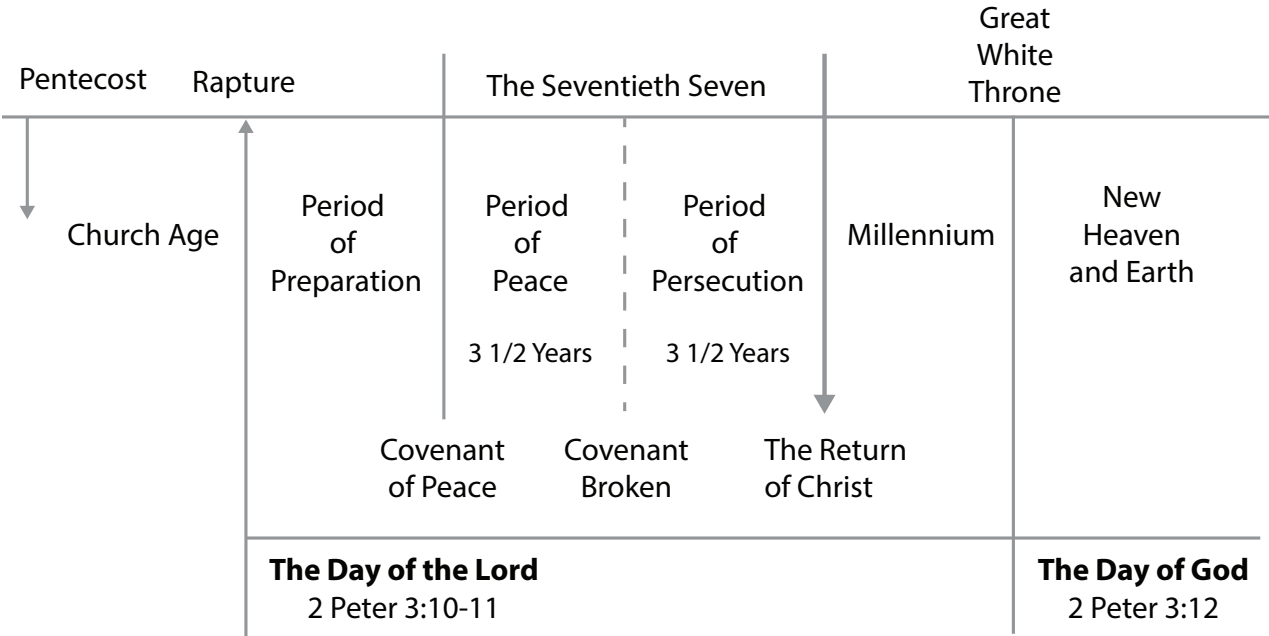 Pentecost
Rapture
The Seventieth Seven
Great
White
Throne
Church Age
Period
of
Preparation
Period
of
Peace
3 1/2 Years
Period
of
Persecution
3 1/2 Years
Millennium
New
Heaven
and Earth
Covenant
of Peace
Covenant
Broken
The Return
of Christ
The Day of the Lord
2 Peter 3:10-11
The Day of God
2 Peter 3:12